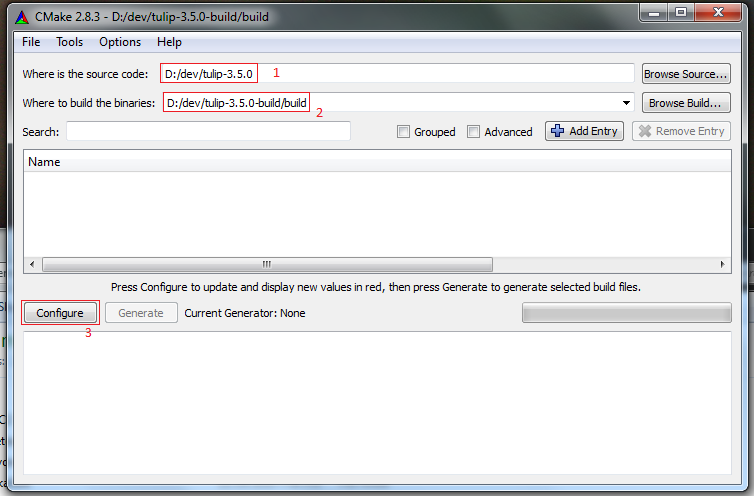 CMake 2.8.3 - D:/dev/tulip-3.5.0-build/build
File Tools Options Help
Where is the source code: D:/dev/tulip-3.5.0 1 Browse Source...
Where to build the binaries: D:/dev/tulip-3.5.0-build/build 2 Browse Build...
Search: Grouped Advanced Add Entry Remove Entry
Name
Press Configure to update and display new values in red, then press Generate to generate selected build files.
Configure Generate Current Generator: None
3